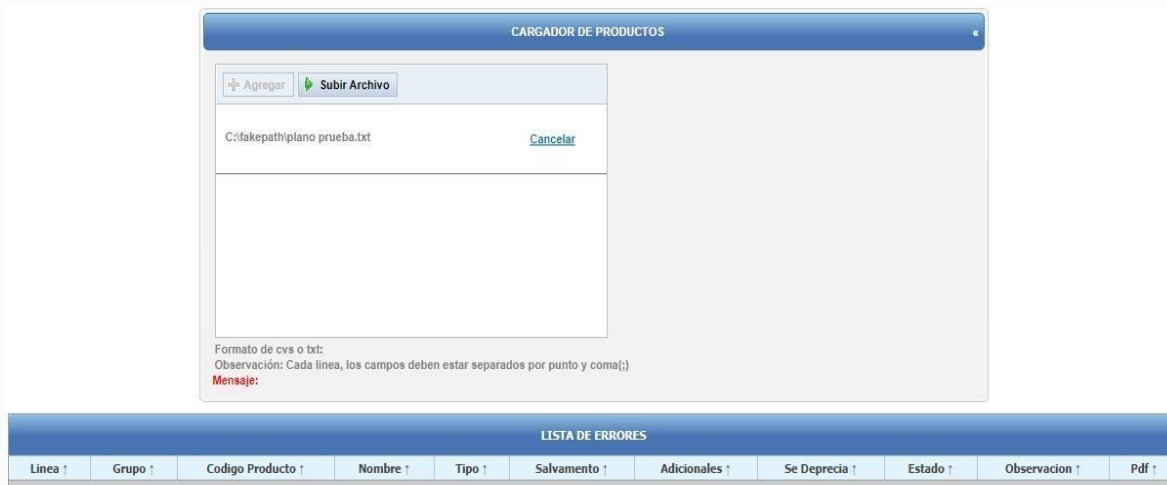 CARGADOR DE PRODUCTOS «
Agregar Subir Archivo
C:\fakepath\plano prueba.txt Cancelar
Formato de cvs o txt:
Observación: Cada linea, los campos deben estar separados por punto y coma(;)
Mensaje:
LISTA DE ERRORES
Linea ↑ Grupo ↑ Codigo Producto ↑ Nombre ↑ Tipo ↑ Salvamento ↑ Adicionales ↑ Se Deprecia ↑ Estado ↑ Observacion ↑ Pdf ↑